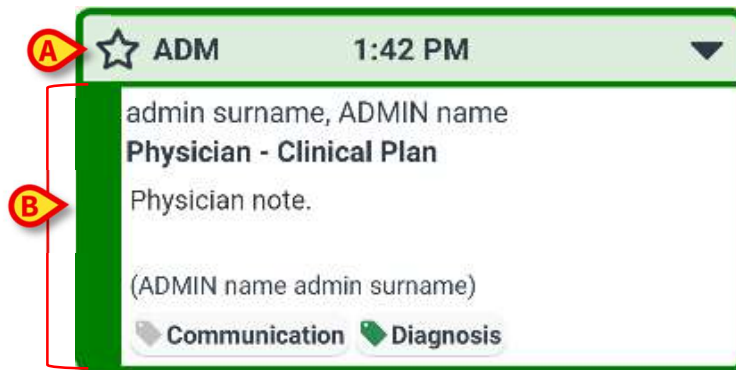 A ADM 1:42 PM
admin surname, ADMIN name
Physician - Clinical Plan
B
Physician note.
(ADMIN name admin surname)
Communication Diagnosis